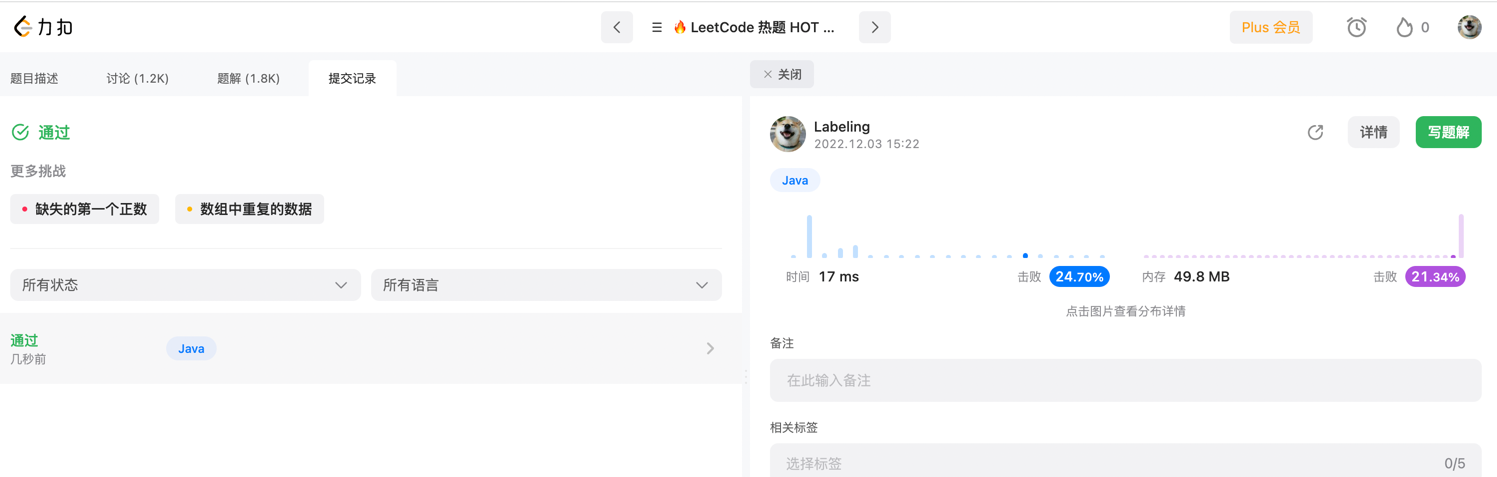 力扣
LeetCode 热题 HOT ...
Plus 会员
0
题目描述
讨论 (1.2K)
题解 (1.8K)
提交记录
通过
更多挑战
缺失的第一个正数
数组中重复的数据
所有状态
所有语言
通过
几秒前
Java
关闭
Labeling
2022.12.03 15:22
详情
写题解
Java
时间 17 ms
击败 24.70%
内存 49.8 MB
击败 21.34%
点击图片查看分布详情
备注
在此输入备注
相关标签
选择标签
0/5